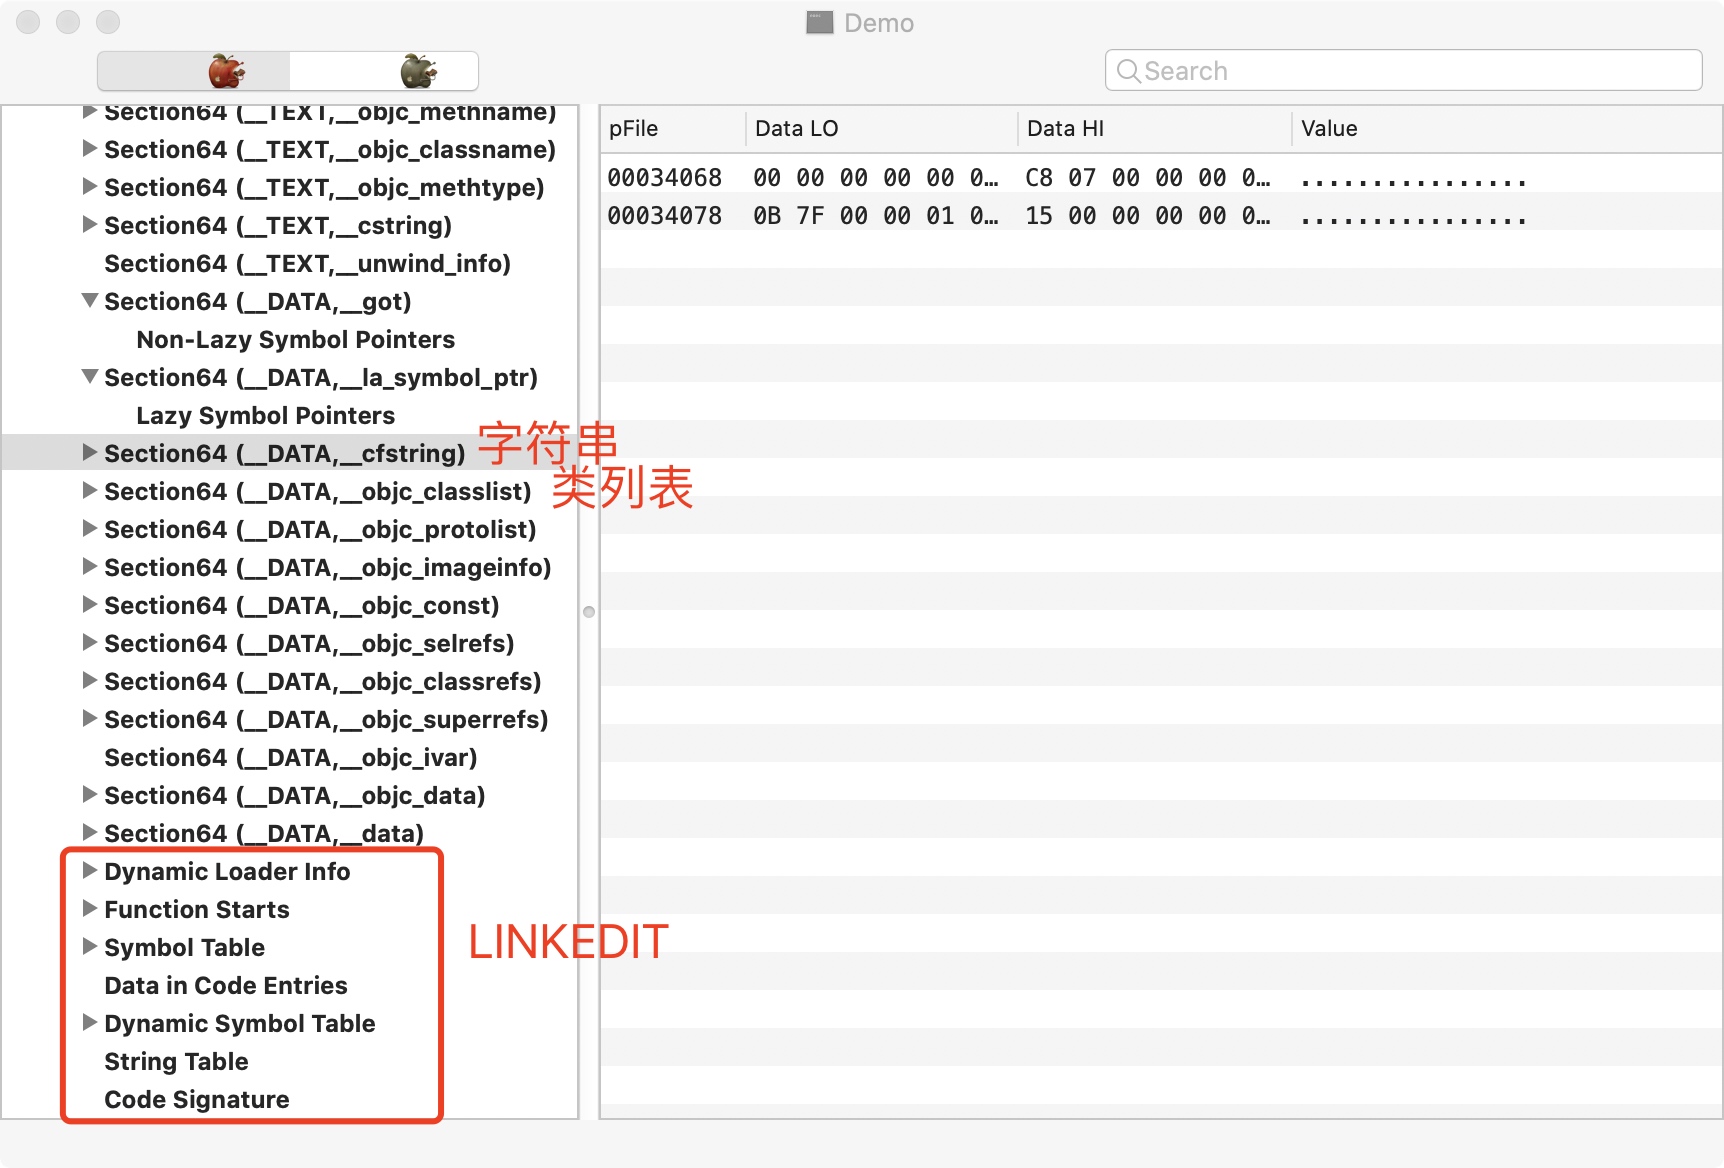 Demo
Search
Section64 (__TEXT,__objc_methname)
Section64 (__TEXT,__objc_classname)
Section64 (__TEXT,__objc_methtype)
Section64 (__TEXT,__cstring)
Section64 (__TEXT,__unwind_info)
Section64 (__DATA,__got)
Non-Lazy Symbol Pointers
Section64 (__DATA,__la_symbol_ptr)
Lazy Symbol Pointers
Section64 (__DATA,__cfstring) 字符串
Section64 (__DATA,__objc_classlist) 类列表
Section64 (__DATA,__objc_protolist)
Section64 (__DATA,__objc_imageinfo)
Section64 (__DATA,__objc_const)
Section64 (__DATA,__objc_selrefs)
Section64 (__DATA,__objc_classrefs)
Section64 (__DATA,__objc_superrefs)
Section64 (__DATA,__objc_ivar)
Section64 (__DATA,__objc_data)
Section64 (__DATA,__data)
Dynamic Loader Info
Function Starts
Symbol Table
Data in Code Entries
Dynamic Symbol Table
String Table
Code Signature
LINKEDIT
pFile Data LO Data HI Value
00034068 00 00 00 00 00 0… C8 07 00 00 00 0… ................
00034078 0B 7F 00 00 01 0… 15 00 00 00 00 0… ................